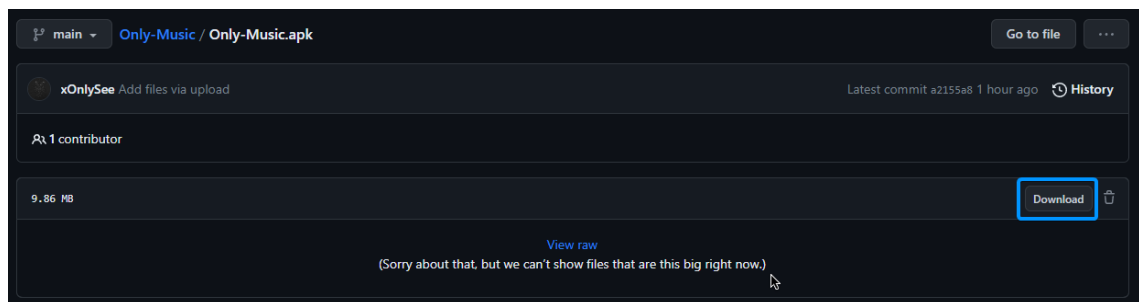 main Only-Music / Only-Music.apk Go to file ...
xOnlySee Add files via upload Latest commit a2155a8 1 hour ago History
1 contributor
9.86 MB Download
View raw
(Sorry about that, but we can't show files that are this big right now.)